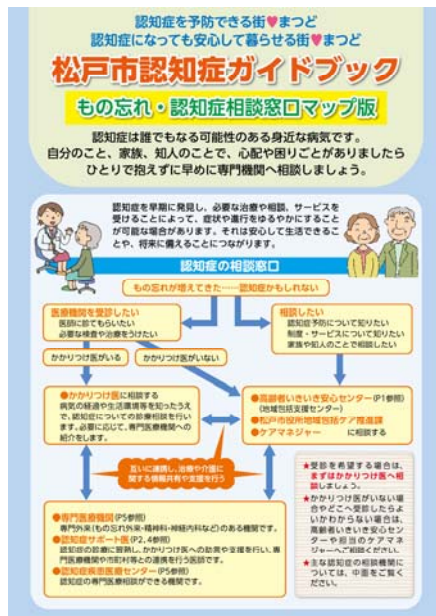 認知症を予防できる街♥まつど
認知症になっても安心して暮らせる街♥まつど
松戸市認知症ガイドブック
もの忘れ・認知症相談窓口マップ版
認知症は誰でもなる可能性のある身近な病気です。
自分のこと、家族、知人のことで、心配や困りごとがありましたら
ひとりで抱えずに早めに専門機関へ相談しましょう。
認知症を早期に発見し、必要な治療や相談、サービスを
受けることによって、症状や進行をゆるやかにすること
が可能な場合があります。それは安心して生活できるこ
とや、将来に備えることにつながります。
認知症の相談窓口
もの忘れが増えてきた……認知症かもしれない
医療機関を受診したい
医師に診てもらいたい
必要な検査や治療をうけたい
相談したい
認知症予防について知りたい
制度・サービスについて知りたい
家族や知人のことで相談したい
かかりつけ医がいる
かかりつけ医がいない
●かかりつけ医に相談する
病気の経過や生活環境等を知ったうえ
で、認知症についての診療相談を行い
ます。必要に応じて、専門医療機関への
紹介をします。
●高齢者いきいき安心センター(P1参照)
(地域包括支援センター)
●松戸市役所地域包括ケア推進課
●ケアマネジャー に相談する
互いに連携し、治療や介護に
関する情報共有や支援を行う
●専門医療機関(P5参照)
専門外来(もの忘れ外来・精神科・神経内科など)のある機関です。
●認知症サポート医(P2,4参照)
認知症の診療に習熟し、かかりつけ医への助言や支援を行い、専
門医療機関や市町村等との連携を行う医師です。
●認知症疾患医療センター(P5参照)
認知症の専門医療相談ができる機関です。
★受診を希望する場合は、
まずはかかりつけ医へ相
談しましょう。
★かかりつけ医がいない場
合や、どこへ受診したらよ
いかわからない場合は、高
齢者いきいき安心セン
ターや担当のケアマネ
ジャーへご相談ください。
★主な認知症の相談機関
については、中面をご覧く
ださい。